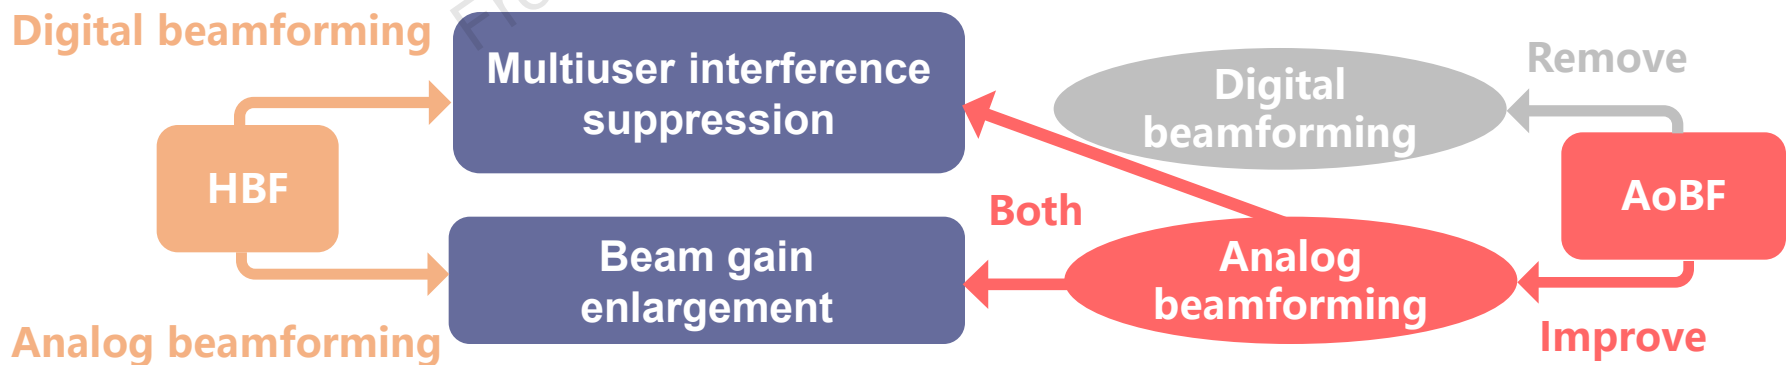 Digital beamforming
Multiuser interference
suppression
Digital
beamforming
Remove
HBF
AoBF
Both
Beam gain
enlargement
Analog
beamforming
Analog beamforming
Improve